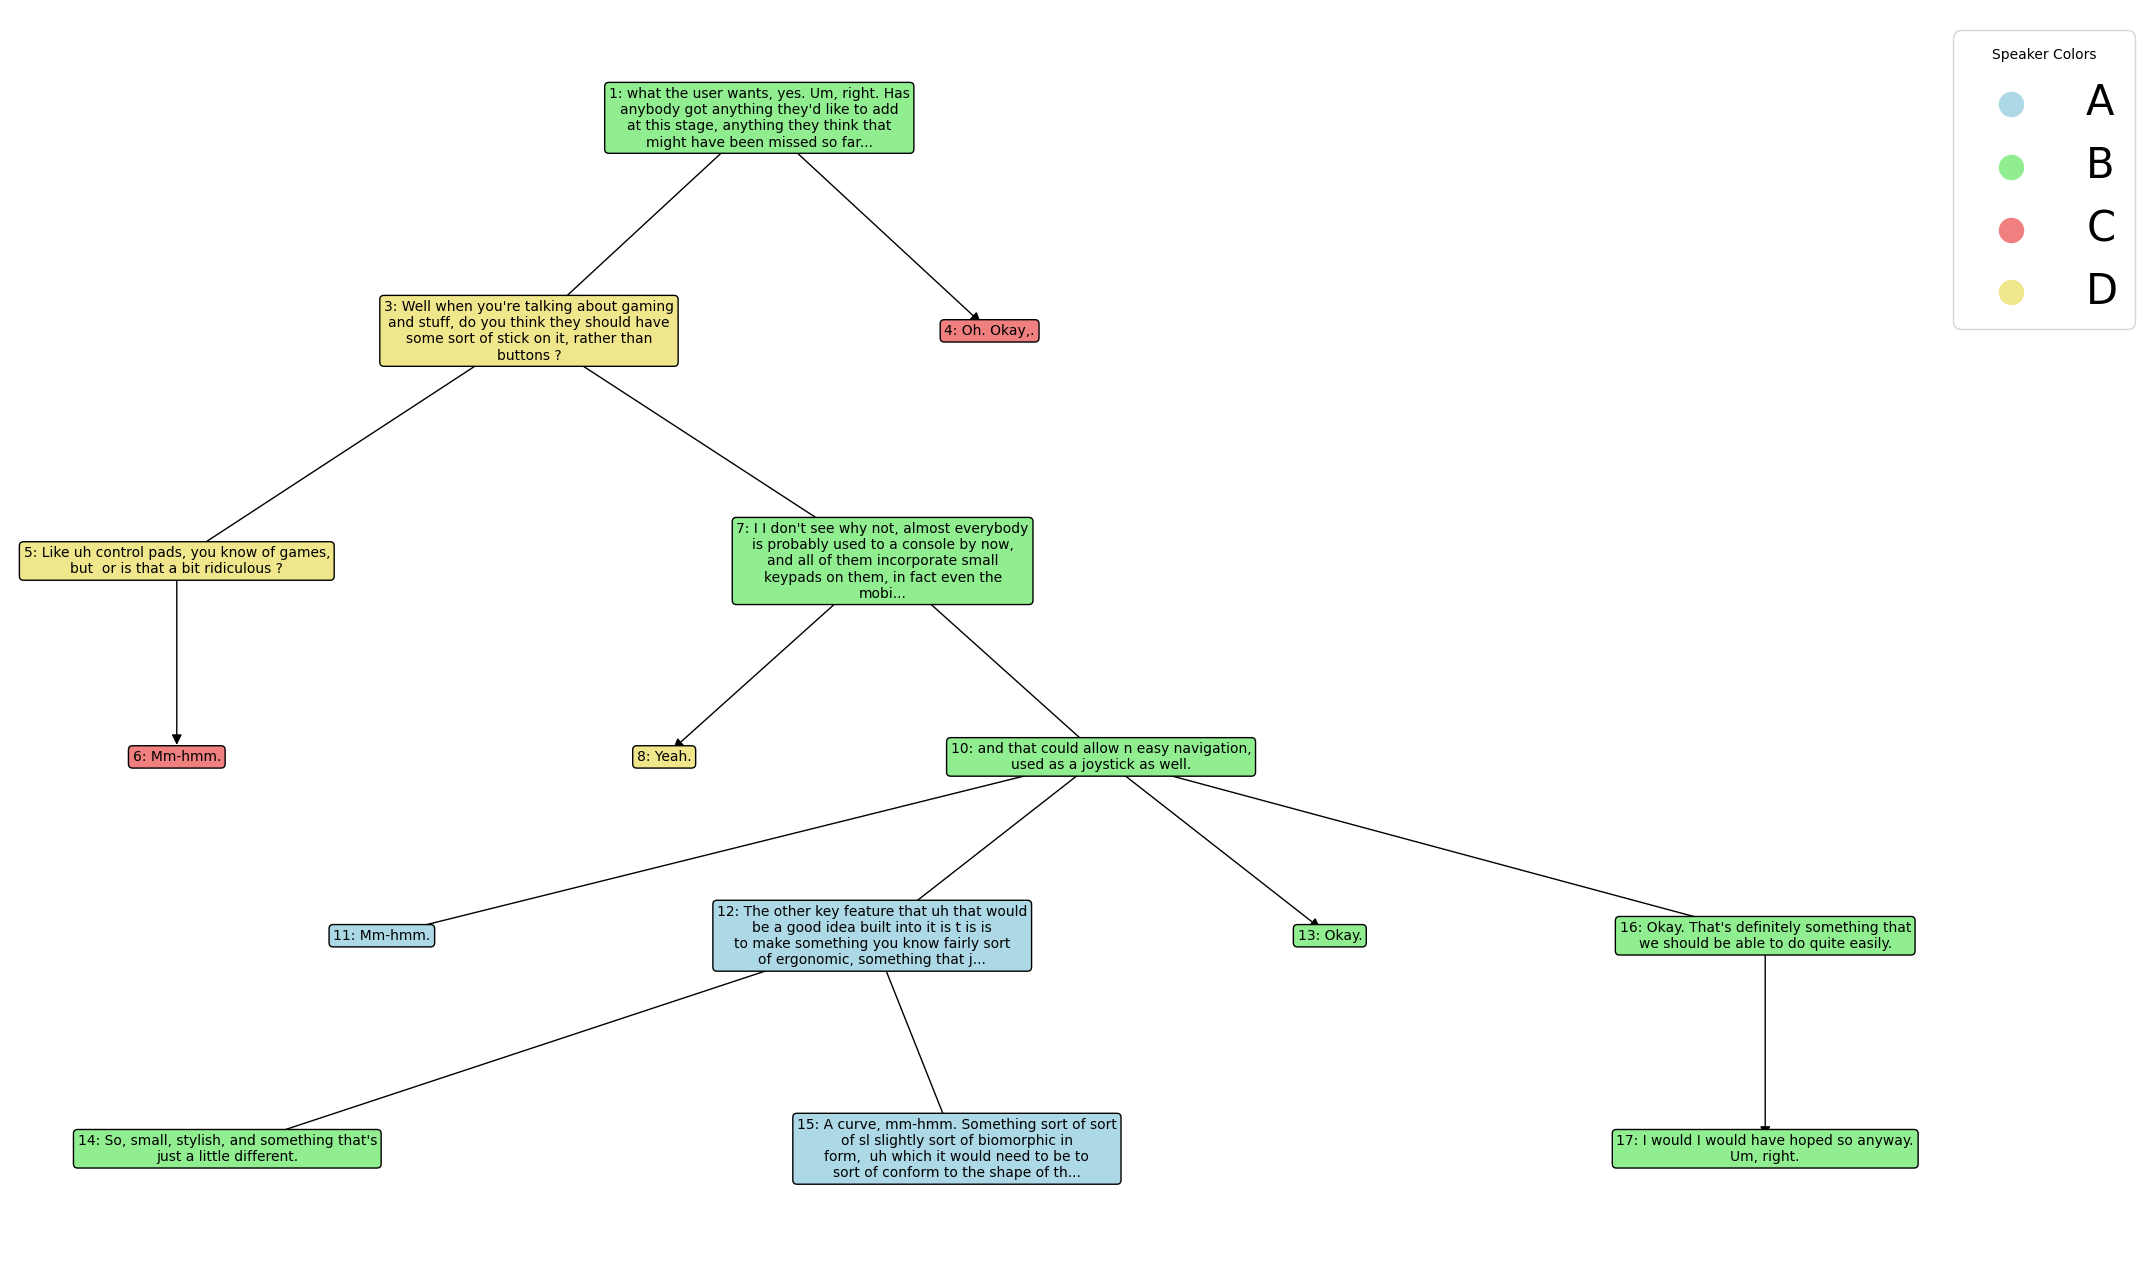 1: what the user wants, yes. Um, right. Has
anybody got anything they'd like to add
at this stage, anything they think that
might have been missed so far...
Speaker Colors
A
B
C
D
3: Well when you're talking about gaming
and stuff, do you think they should have
some sort of stick on it, rather than
buttons ?
4: Oh. Okay,.
5: Like uh control pads, you know of games,
but  or is that a bit ridiculous ?
7: I I don't see why not, almost everybody
is probably used to a console by now,
and all of them incorporate small
keypads on them, in fact even the
mobi...
6: Mm-hmm.
8: Yeah.
10: and that could allow n easy navigation,
used as a joystick as well.
11: Mm-hmm.
12: The other key feature that uh that would
be a good idea built into it is t is is
to make something you know fairly sort
of ergonomic, something that j...
13: Okay.
16: Okay. That's definitely something that
we should be able to do quite easily.
14: So, small, stylish, and something that's
just a little different.
15: A curve, mm-hmm. Something sort of sort
of sl slightly sort of biomorphic in
form,  uh which it would need to be to
sort of conform to the shape of th...
17: I would I would have hoped so anyway.
Um, right.